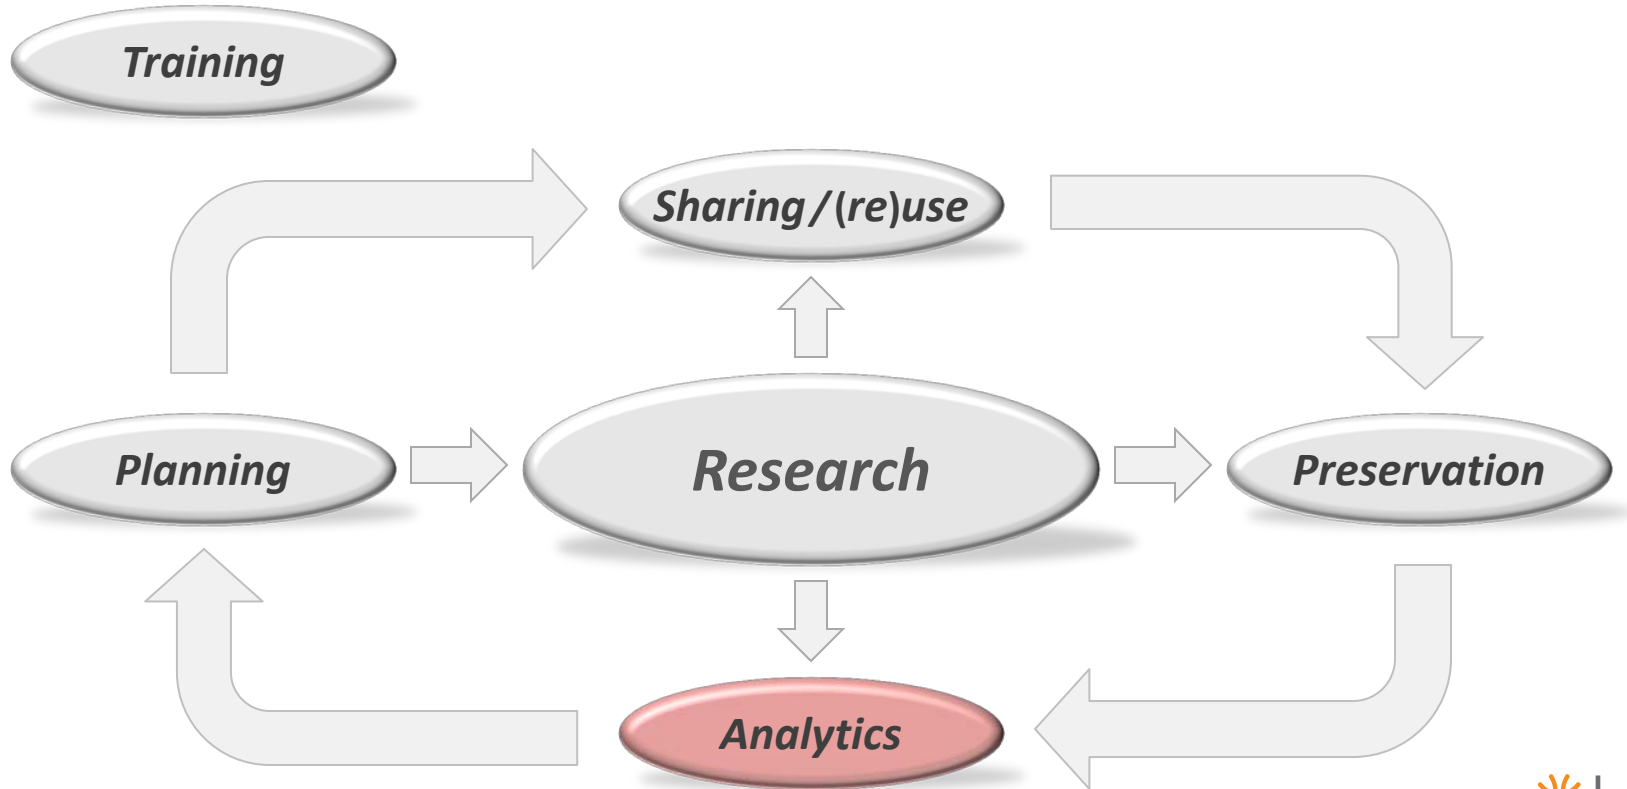 Training
Sharing/(re)use
Planning
Research
Preservation
Analytics